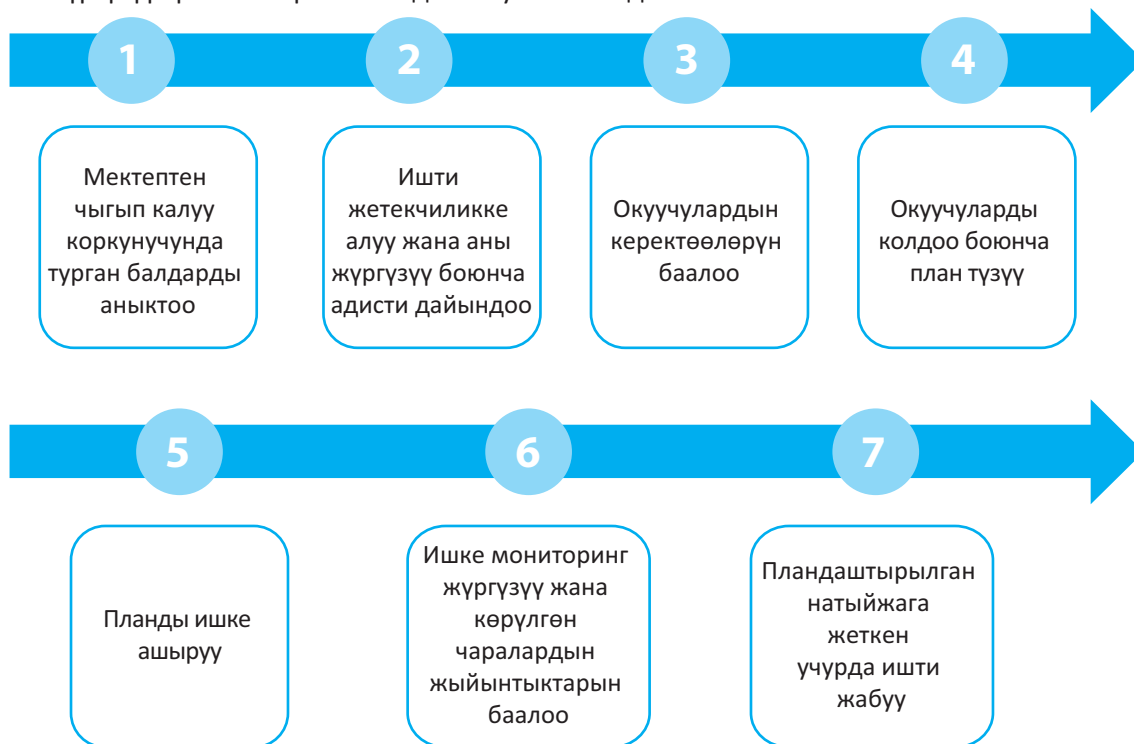 1
2
3
4
Мектептен
чыгып калуу
коркунучунда
турган балдарды
аныктоо
Ишти
жетекчиликке
алуу жана аны
жүргүзүү боюнча
адисти дайындоо
Окуучулардын
керектөөлөрүн
баалоо
Окуучуларды
колдоо боюнча
план түзүү
5
6
7
Планды ишке
ашыруу
Ишке мониторинг
жүргүзүү жана
көрүлгөн
чаралардын
жыйынтыктарын
баалоо
Пландаштырылган
натыйжага
жеткен
учурда ишти
жабуу